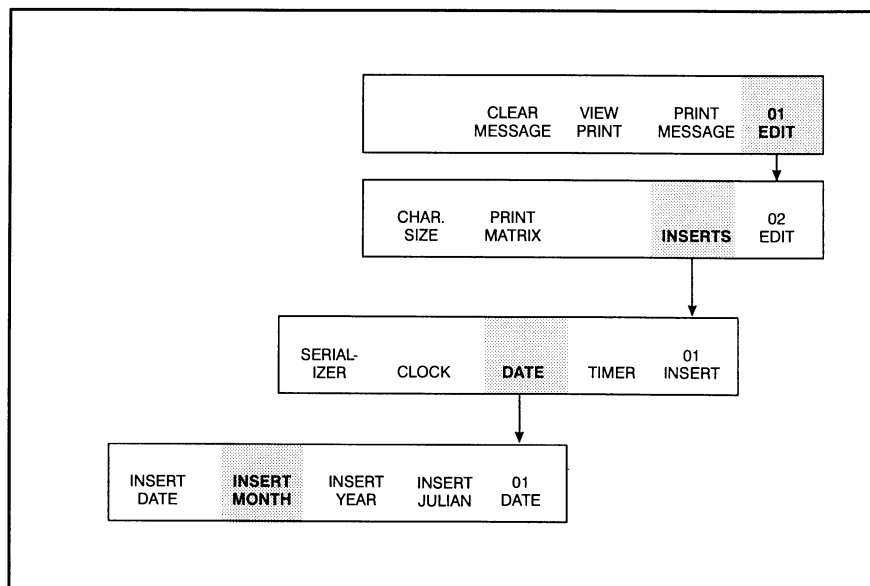 CLEAR VIEW PRINT 01
MESSAGE PRINT MESSAGE EDIT
CHAR. PRINT 02
SIZE MATRIX INSERTS EDIT
SERIAL- 01
IZER CLOCK DATE TIMER INSERT
INSERT INSERT INSERT INSERT 01
DATE MONTH YEAR JULIAN DATE